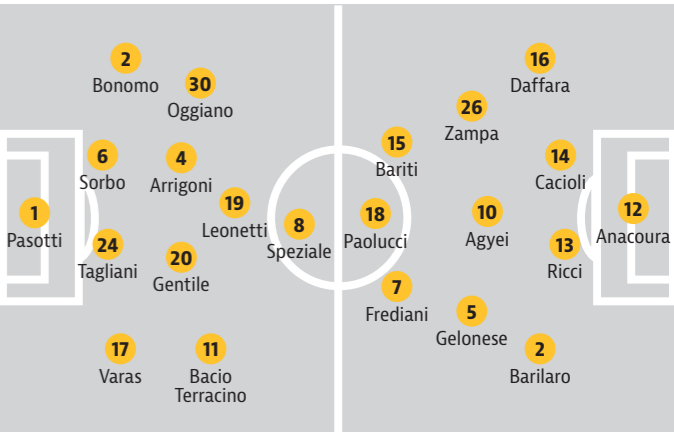 2
Bonomo
30
Oggiano
6
Sorbo
4
Arrigoni
1
Pasotti
19
Leonetti
8
Speziale
24
Tagliani
20
Gentile
17
Varas
11
Bacio
Terracino
16
Daffara
26
Zampa
15
Bariti
14
Cacioli
18
Paolucci
10
Agyei
12
Anacoura
13
Ricci
7
Frediani
5
Gelonese
2
Barilaro